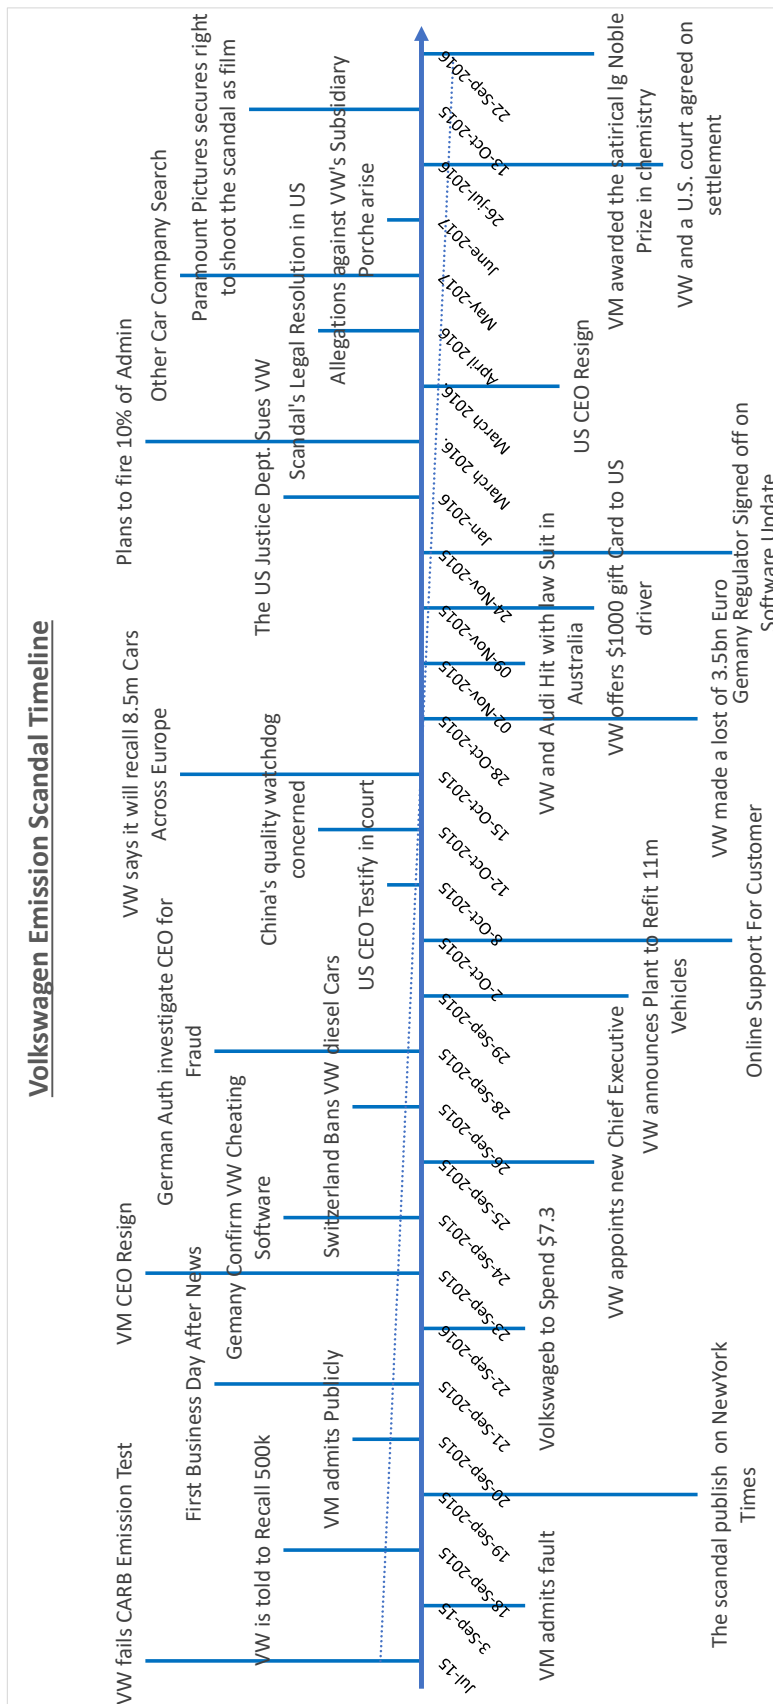 Volkswagen Emission Scandal Timeline
VW fails CARB Emission Test
VM CEO Resign
VW says it will recall 8.5m Cars
Across Europe
Plans to fire 10% of Admin
Other Car Company Search
Paramount Pictures secures right
to shoot the scandal as film
First Business Day After News
German Auth investigate CEO for
Fraud
VW is told to Recall 500k
Gemany Confirm VW Cheating
Software
China's quality watchdog
concerned
The US Justice Dept. Sues VW
Scandal's Legal Resolution in US
VM admits Publicly
Switzerland Bans VW diesel Cars
US CEO Testify in court
Allegations against VW's Subsidiary
Porche arise
Jul-15
3-Sep-15
18-Sep-2015
19-Sep-2015
20-Sep-2015
21-Sep-2015
22-Sep-2016
23-Sep-2015
24-Sep-2015
25-Sep-2015
26-Sep-2015
28-Sep-2015
29-Sep-2015
2-Oct-2015
8-Oct-2015
12-Oct-2015
15-Oct-2015
28-Oct-2015
02-Nov-2015
09-Nov-2015
24-Nov-2015
Jan-2016
March 2016.
March 2016.
April 2016
May-2017
June-2017
26-jul-2016
13-Oct-2015
22-Sep-2016
VM admits fault
Volkswageb to Spend $7.3
VW and Audi Hit with law Suit in
Australia
US CEO Resign
VW appoints new Chief Executive
VW offers $1000 gift Card to US
driver
VM awarded the satirical Ig Noble
Prize in chemistry
VW announces Plant to Refit 11m
Vehicles
VW and a U.S. court agreed on
settlement
The scandal publish on NewYork
Times
VW made a lost of 3.5bn Euro
Online Support For Customer
Gemany Regulator Signed off on
Software Update